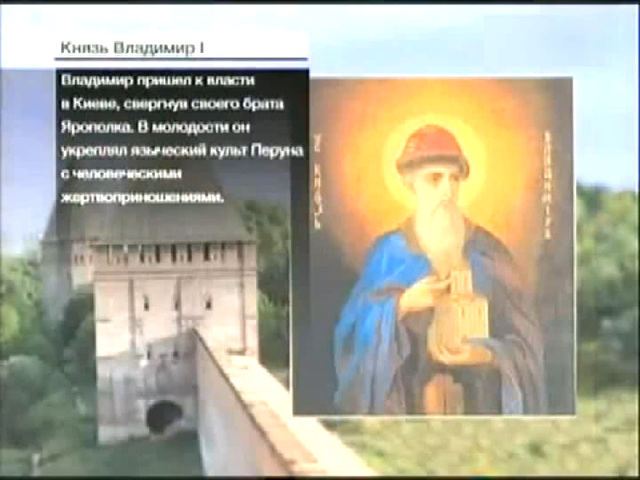 Князь Владимир I
Владимир пришел к власти
в Киеве, свергнув своего брата
Ярополка. В молодости он
укреплял языческий культ Перуна
с человеческими
жертвоприношениями.